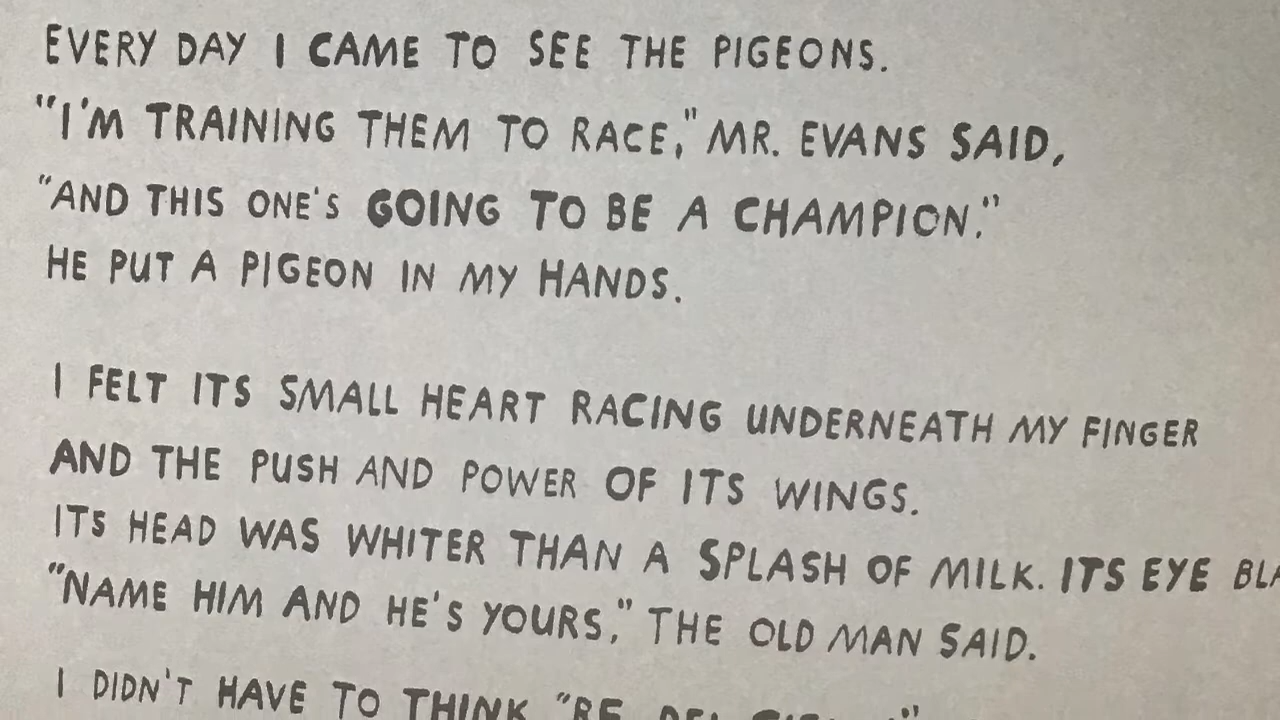 EVERY DAY I CAME TO SEE THE PIGEONS.
"I'M TRAINING THEM TO RACE," MR. EVANS SAID,
"AND THIS ONE'S GOING TO BE A CHAMPION."
HE PUT A PIGEON IN MY HANDS.
I FELT ITS SMALL HEART RACING UNDERNEATH MY FINGER
AND THE PUSH AND POWER OF ITS WINGS.
ITS HEAD WAS WHITER THAN A SPLASH OF MILK. ITS EYE
"NAME HIM AND HE'S YOURS," THE OLD MAN SAID.
I DIDN'T HAVE TO THINK